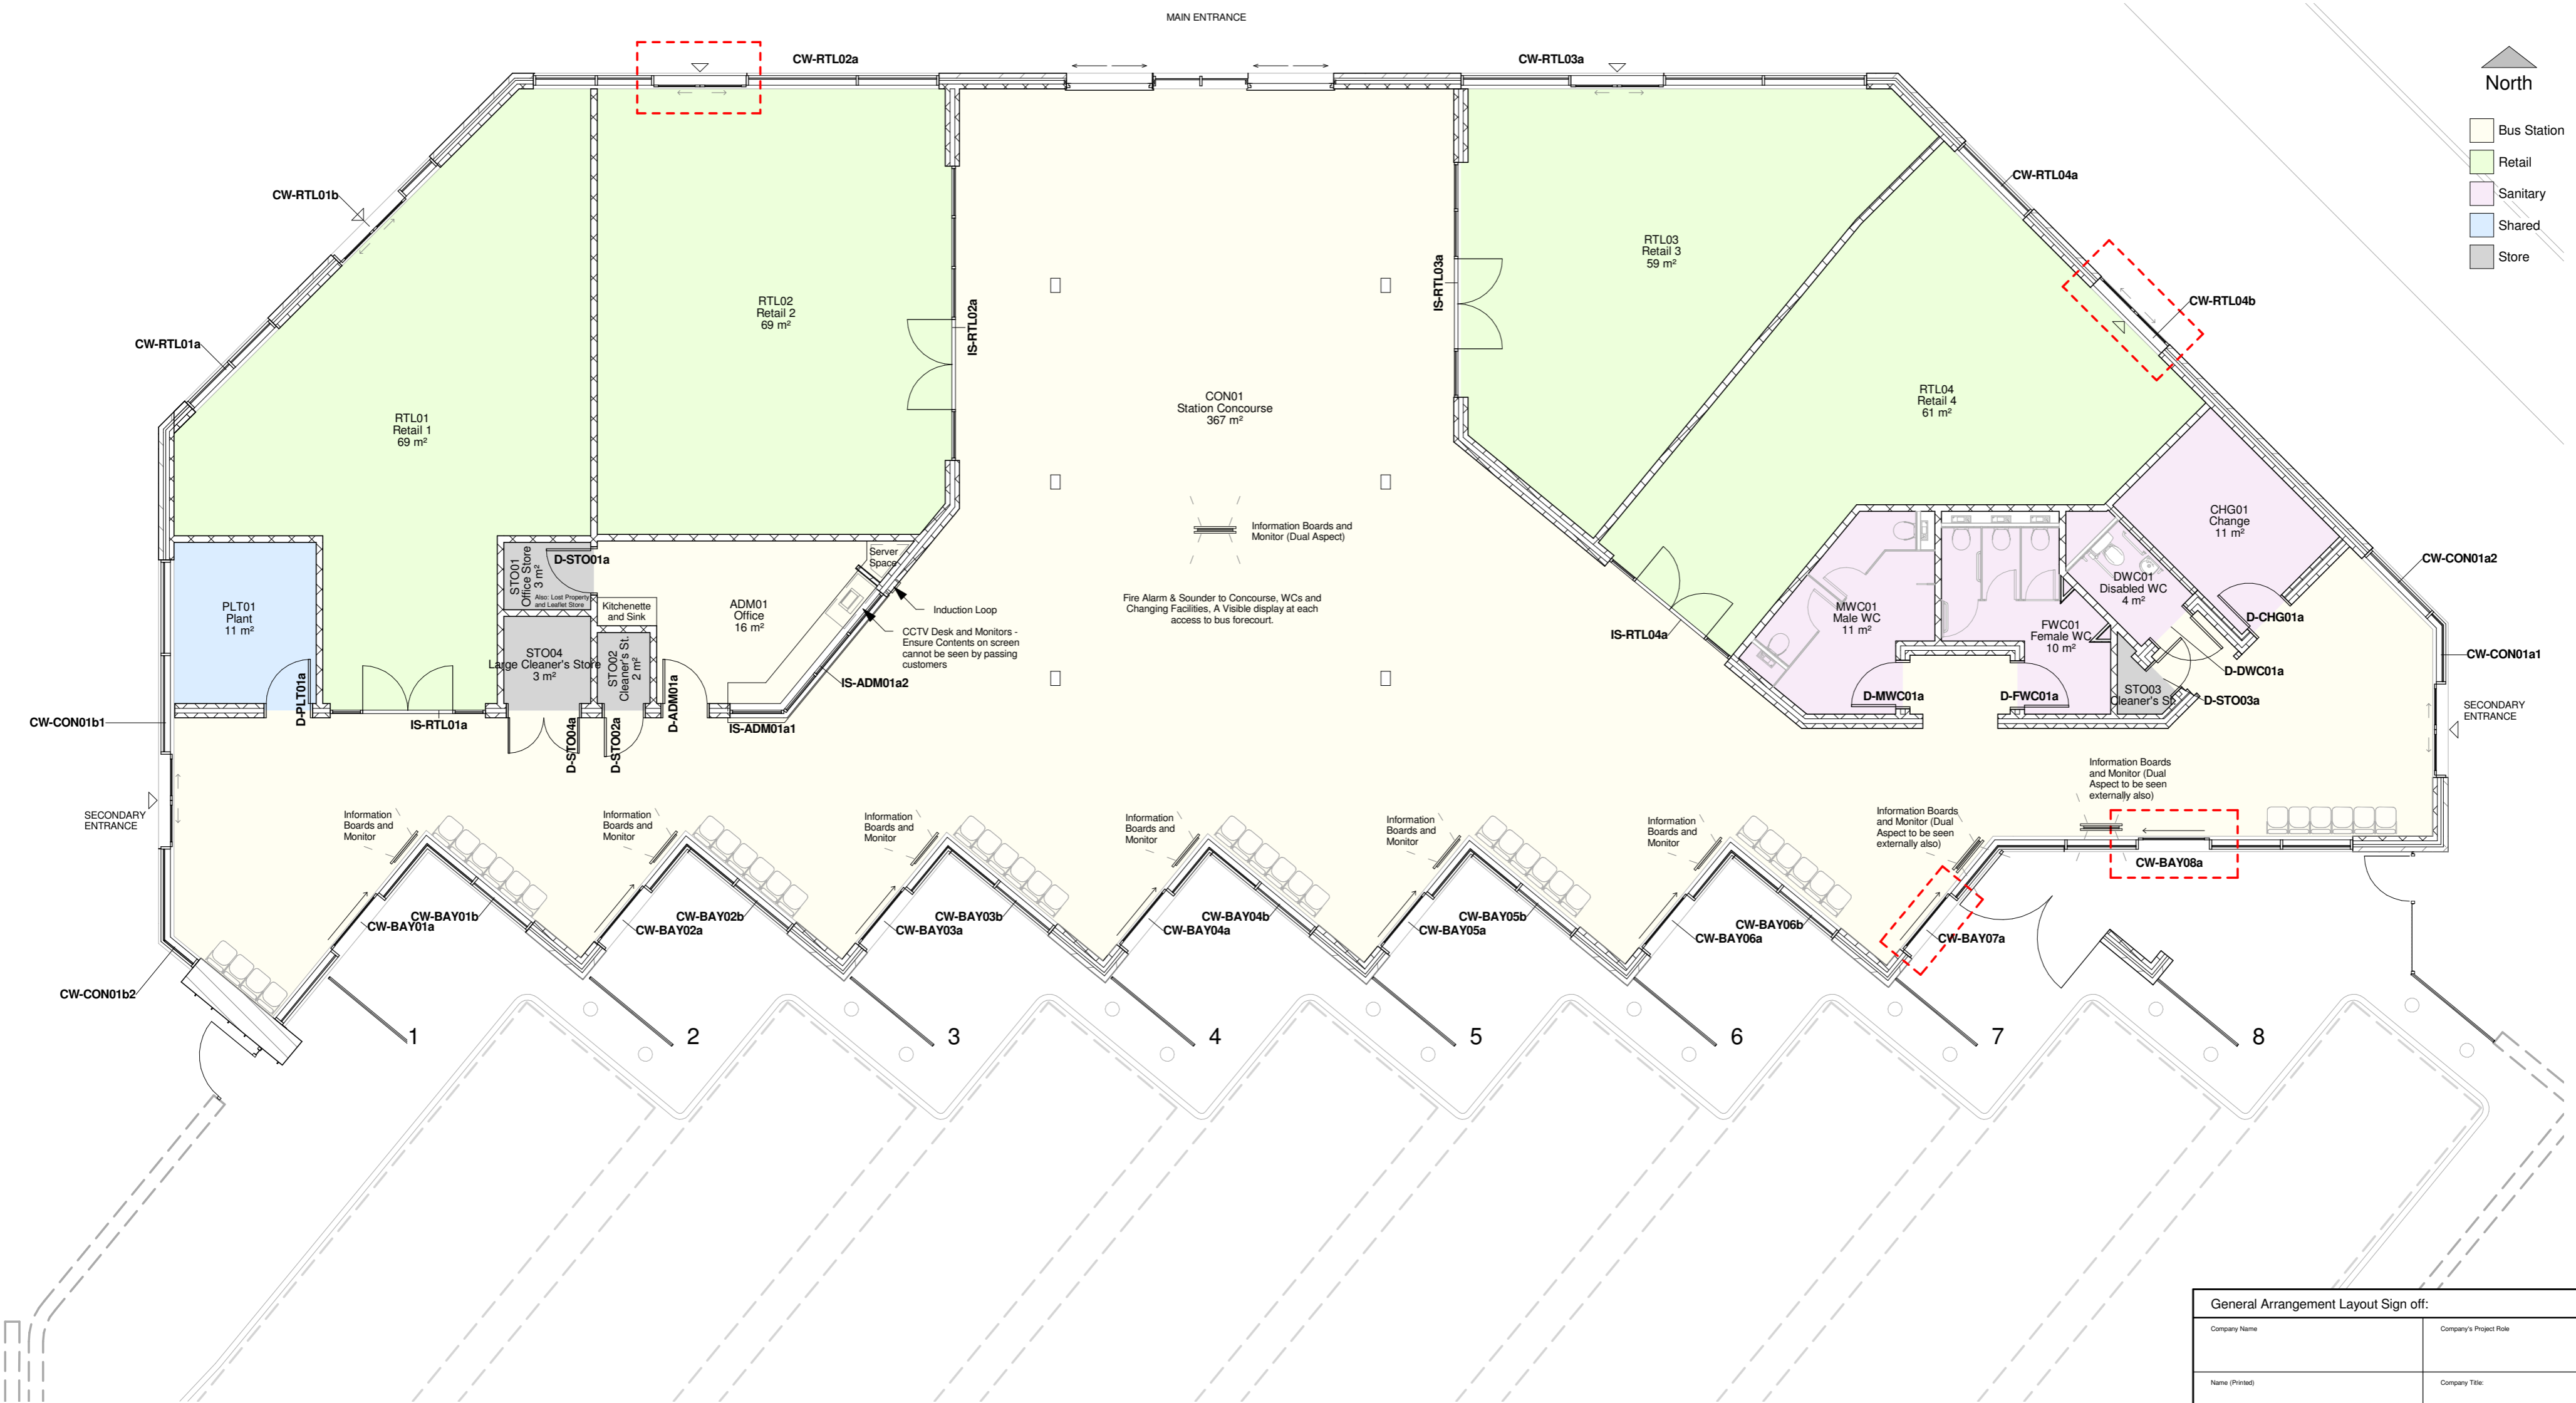 MAIN ENTRANCE
CW-RTL02a
CW-RTL03a
North
Bus Station
Retail
Sanitary
Shared
Store
CW-RTL01b
CW-RTL04a
CW-RTL01a
CW-RTL04b
RTL01
Retail 1
69 m²
RTL02
Retail 2
69 m²
IS-RTL02a
CON01
Station Concourse
367 m²
IS-RTL03a
RTL03
Retail 3
59 m²
RTL04
Retail 4
61 m²
CHG01
Change
11 m²
CW-CON01a2
Information Boards and
Monitor (Dual Aspect)
Fire Alarm & Sounder to Concourse, WCs and
Changing Facilities, A Visible display at each
access to bus forecourt.
PLT01
Plant
11 m²
D-PLT01a
STO01
Office Store
3 m²
Also: Lost Property
and Leaflet Store
D-STO01a
Server
Space
Kitchenette
and Sink
ADM01
Office
16 m²
Induction Loop
CCTV Desk and Monitors -
Ensure Contents on screen
cannot be seen by passing
customers
STO04
Large Cleaner's Store
3 m²
STO02
Cleaner's St.
2 m²
D-ADM01a
IS-ADM01a2
IS-ADM01a1
IS-RTL01a
D-STO04a
D-STO02a
IS-RTL04a
MWC01
Male WC
11 m²
FWC01
Female WC
10 m²
DWC01
Disabled WC
4 m²
D-CHG01a
D-DWC01a
D-MWC01a
D-FWC01a
STO03
Cleaner's St.
D-STO03a
CW-CON01a1
SECONDARY
ENTRANCE
CW-CON01b1
SECONDARY
ENTRANCE
CW-CON01b2
Information
Boards and
Monitor
Information
Boards and
Monitor
Information
Boards and
Monitor
Information
Boards and
Monitor
Information
Boards and
Monitor
Information
Boards and
Monitor
Information Boards
and Monitor (Dual
Aspect to be seen
externally also)
Information Boards
and Monitor (Dual
Aspect to be seen
externally also)
CW-BAY08a
CW-BAY01a
CW-BAY01b
CW-BAY02a
CW-BAY02b
CW-BAY03a
CW-BAY03b
CW-BAY04a
CW-BAY04b
CW-BAY05a
CW-BAY05b
CW-BAY06a
CW-BAY06b
CW-BAY07a
1
2
3
4
5
6
7
8
General Arrangement Layout Sign off:
Company Name
Company's Project Role
Name (Printed)
Company Title: